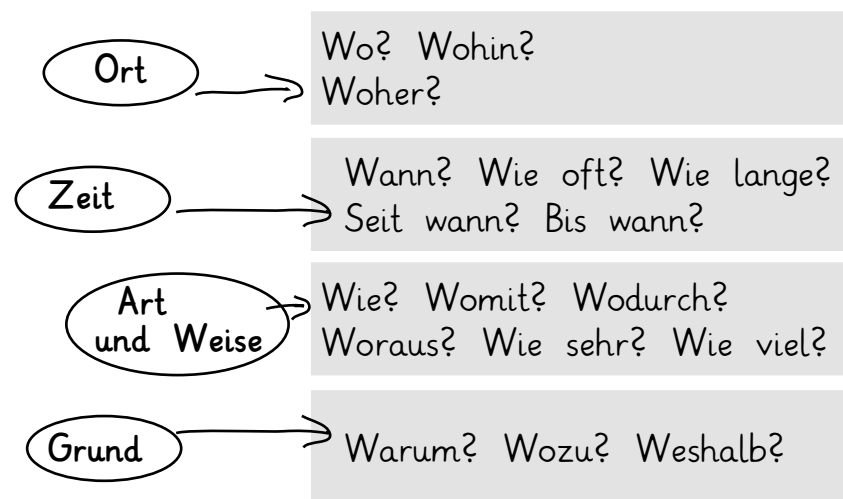 Ort
Wo? Wohin?
Woher?
Zeit
Wann? Wie oft? Wie lange?
Seit wann? Bis wann?
Art
und Weise
Wie? Womit? Wodurch?
Woraus? Wie sehr? Wie viel?
Grund
Warum? Wozu? Weshalb?